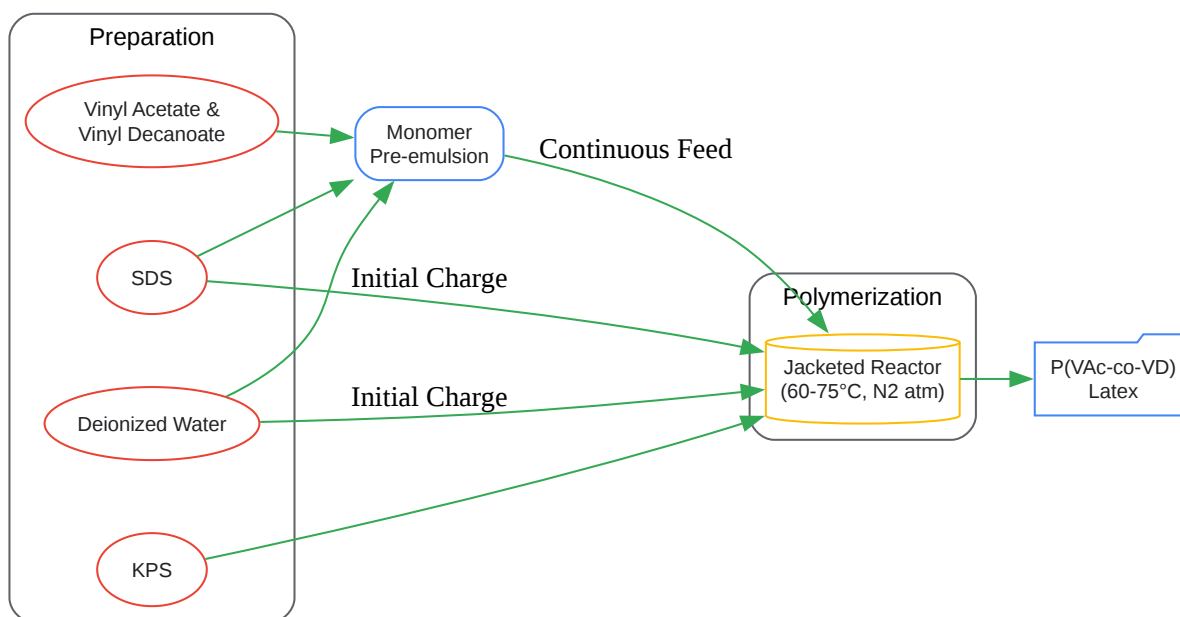 Preparation
Vinyl Acetate &
Vinyl Decanoate
Monomer
Pre-emulsion
Continuous Feed
SDS
Initial Charge
Polymerization
Jacketed Reactor
(60-75°C, N2 atm)
P(VAc-co-VD)
Latex
Initial Charge
Deionized Water
KPS